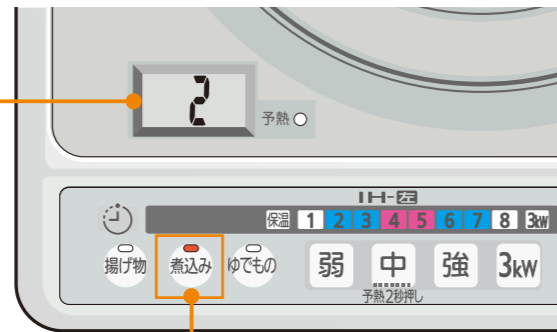 2
予熱
IH-左
保温 1 2 3 4 5 6 7 8 3kW
揚げ物 煮込み ゆでもの 弱 中 強 3kW
予熱2秒押し